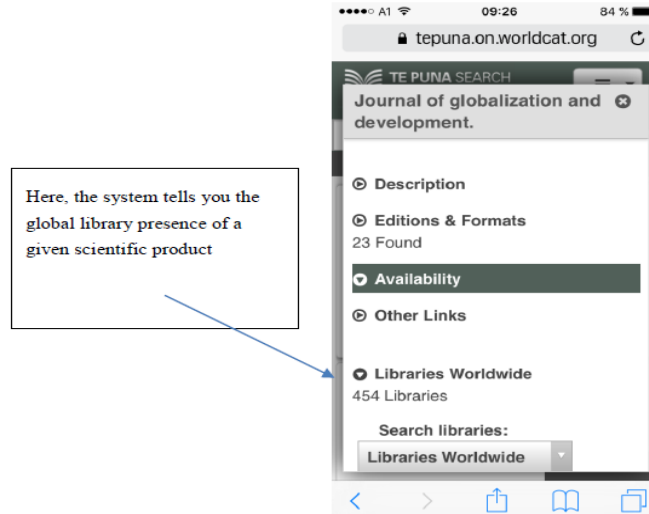 A1 09:26 84 %
tepuna.on.worldcat.org
TE PUNA SEARCH
Journal of globalization and
development.
Here, the system tells you the
global library presence of a
given scientific product
Description
Editions & Formats
23 Found
Availability
Other Links
Libraries Worldwide
454 Libraries
Search libraries:
Libraries Worldwide